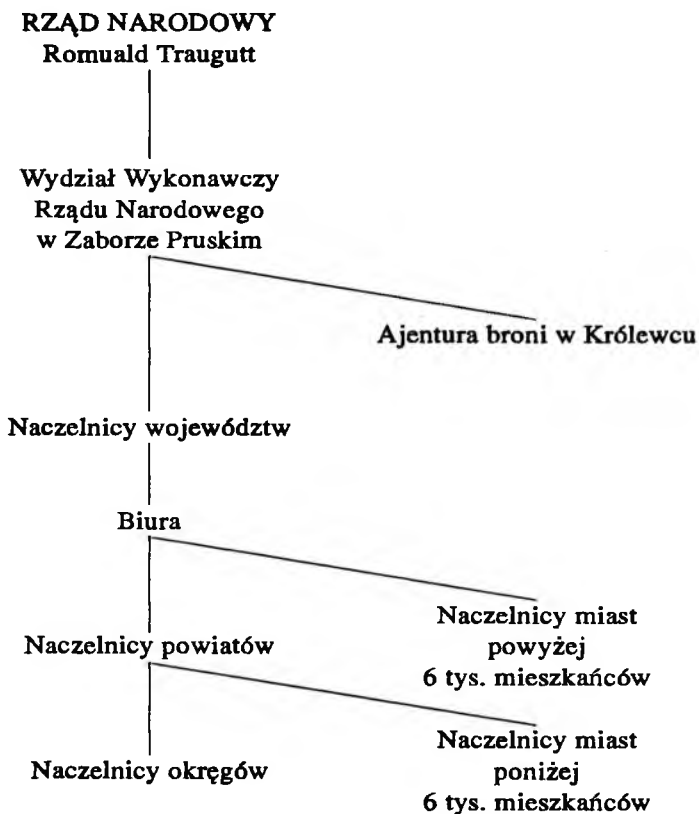 RZĄD NARODOWY
Romuald Traugutt
Wydział Wykonawczy
Rządu Narodowego
w Zaborze Pruskim
Ajentura broni w Królewcu
Naczelnicy województw
Biura
Naczelnicy powiatów
Naczelnicy miast
powyżej
6 tys. mieszkańców
Naczelnicy okręgów
Naczelnicy miast
poniżej
6 tys. mieszkańców